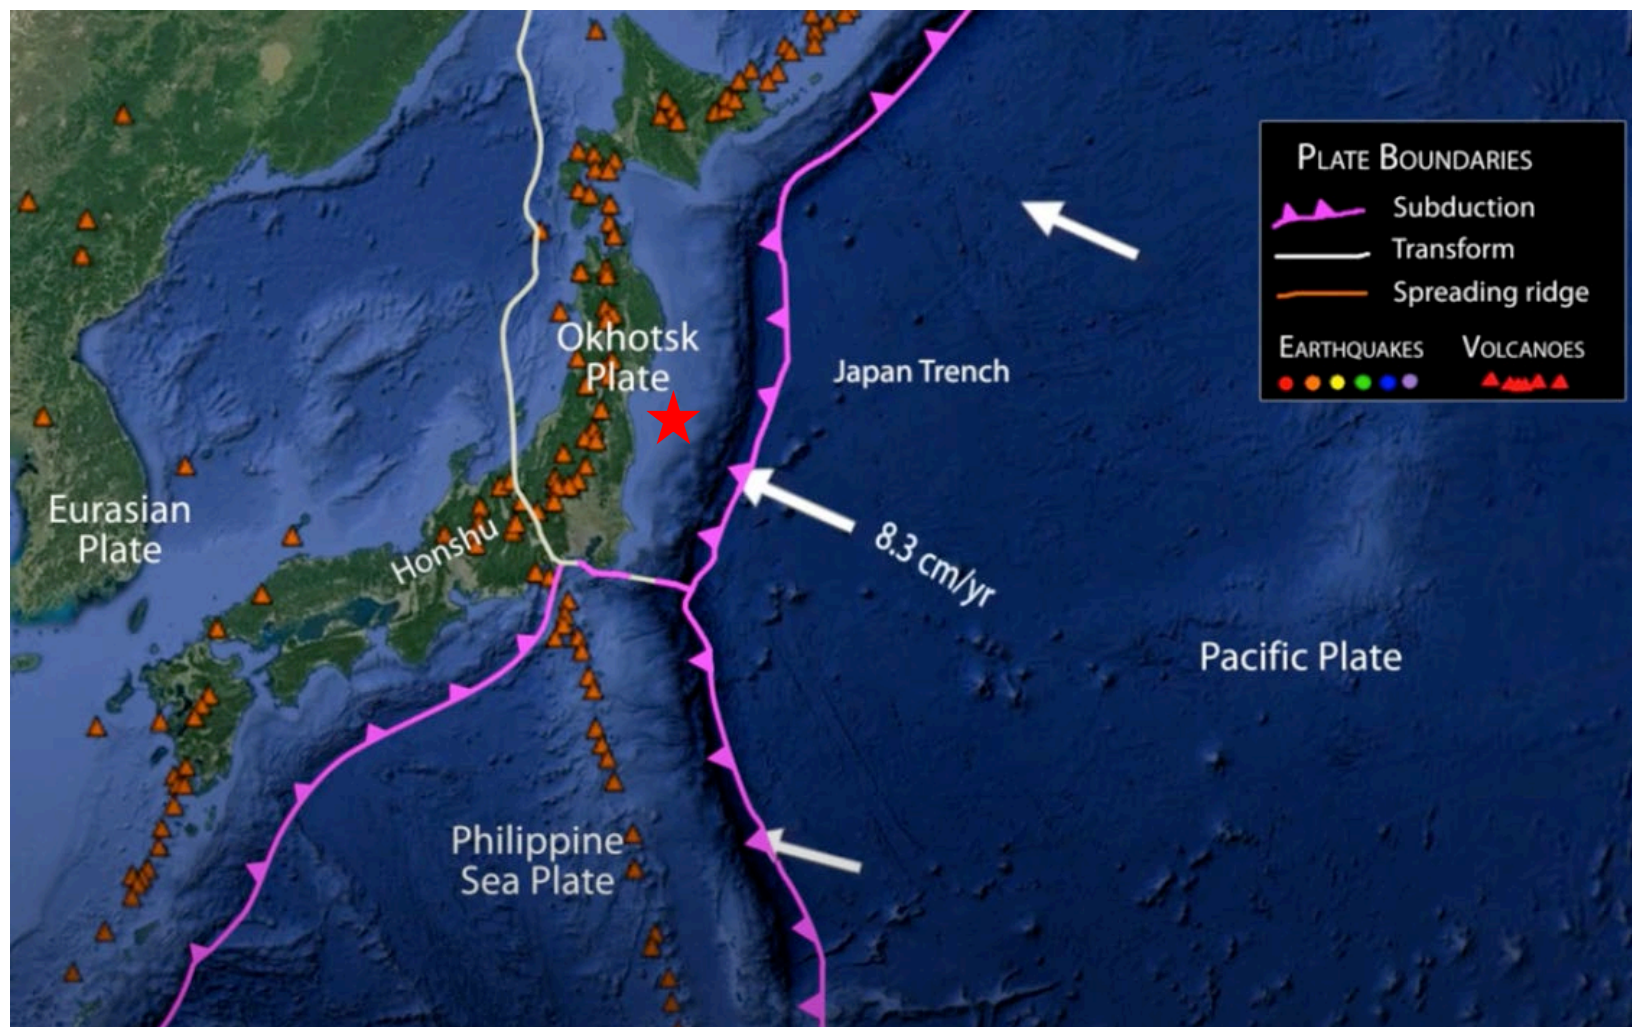 PLATE BOUNDARIES
Subduction
Transform
Spreading ridge
EARTHQUAKES VOLCANOES
Okhotsk
Plate
Japan Trench
Eurasian
Plate
Honshu
8.3 cm/yr
Pacific Plate
Philippine
Sea Plate